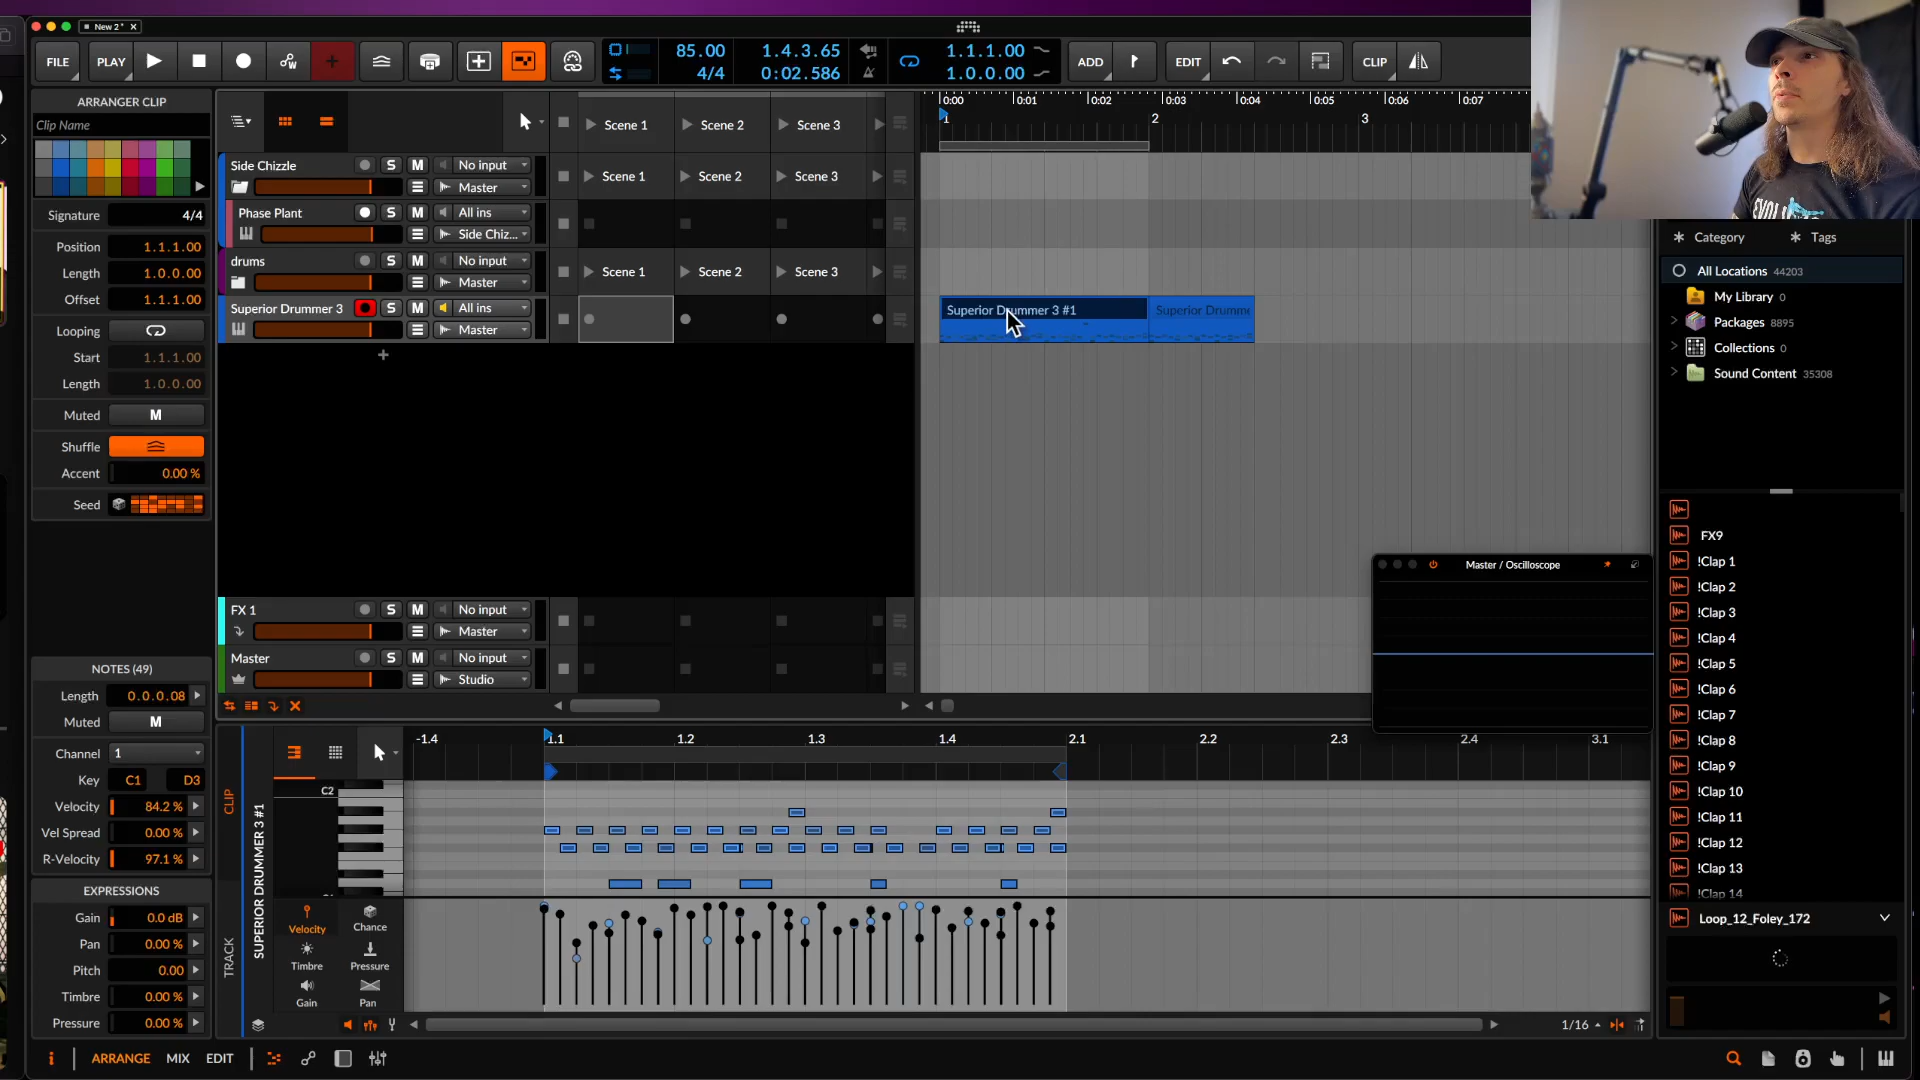 New 2*
FILE
PLAY
85.00
4/4
1.4.3.65
0:02.586
1.1.1.00
1.0.0.00
ADD
EDIT
CLIP
ARRANGER CLIP
Clip Name
Signature 4/4
Position 1.1.1.00
Length 1.0.0.00
Offset 1.1.1.00
Looping
Start 1.1.1.00
Length 1.0.0.00
Muted M
Shuffle
Accent 0.00 %
Seed
NOTES (49)
Length 0.0.0.08
Muted M
Channel 1
Key C1 D3
Velocity 84.2 %
Vel Spread 0.00 %
R-Velocity 97.1 %
EXPRESSIONS
Gain 0.0 dB
Pan 0.00 %
Pitch 0.00
Timbre 0.00 %
Pressure 0.00 %
Scene 1 Scene 2 Scene 3
Side Chizzle S M No input
Master
Scene 1 Scene 2 Scene 3
Phase Plant S M All ins
Side Chiz...
drums S M No input
Master
Scene 1 Scene 2 Scene 3
Superior Drummer 3 S M All ins
Master
FX 1 S M No input
Master
Master S M No input
Studio
0:00 0:01 0:02 0:03 0:04 0:05 0:06 0:07
1 2 3
Superior Drummer 3 #1
Superior Drumme
Master / Oscilloscope
CLIP
TRACK
SUPERIOR DRUMMER 3 #1
-1.4 1.1 1.2 1.3 1.4 2.1 2.2 2.3 2.4 3.1
C2
Velocity Chance
Timbre Pressure
Gain Pan
1/16
Category Tags
All Locations 44203
My Library 0
Packages 8895
Collections 0
Sound Content 35308
FX9
!Clap 1
!Clap 2
!Clap 3
!Clap 4
!Clap 5
!Clap 6
!Clap 7
!Clap 8
!Clap 9
!Clap 10
!Clap 11
!Clap 12
!Clap 13
!Clap 14
Loop_12_Foley_172
i ARRANGE MIX EDIT